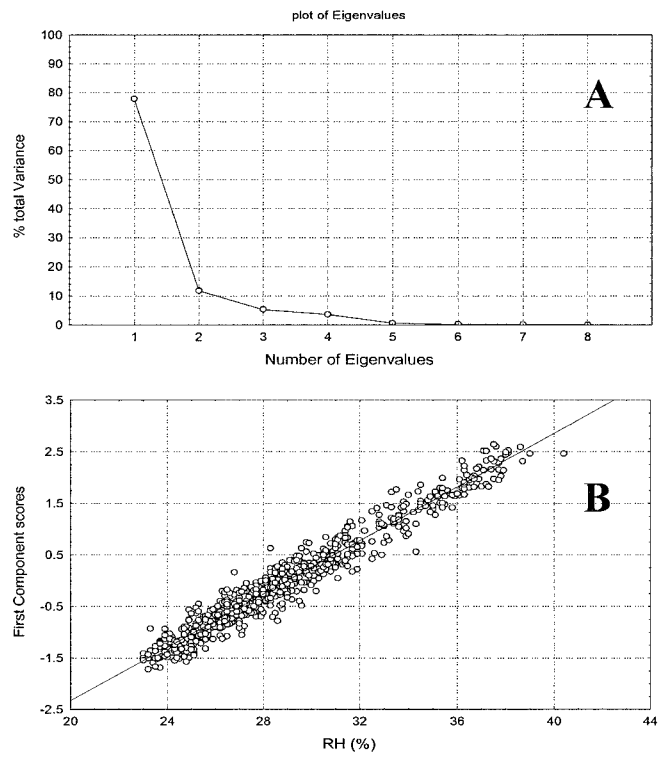 plot of Eigenvalues
100
90
80
70
60
50
40
30
20
10
0
% total Variance
A
1 2 3 4 5 6 7 8
Number of Eigenvalues
3.5
2.5
1.5
0.5
-0.5
-1.5
-2.5
First Component scores
B
20 24 28 32 36 40 44
RH (%)